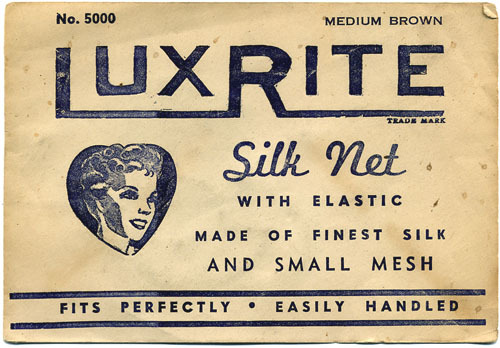 No. 5000 MEDIUM BROWN
LUXRITE
TRADE MARK
Silk Net
WITH ELASTIC
MADE OF FINEST SILK
AND SMALL MESH
FITS PERFECTLY • EASILY HANDLED